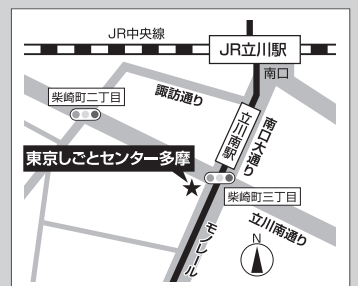 JR中央線
JR立川駅
南口
柴崎町二丁目
諏訪通り
立川南駅
南口大通り
東京しごとセンター多摩
柴崎町三丁目
立川南通り
モノレール
N